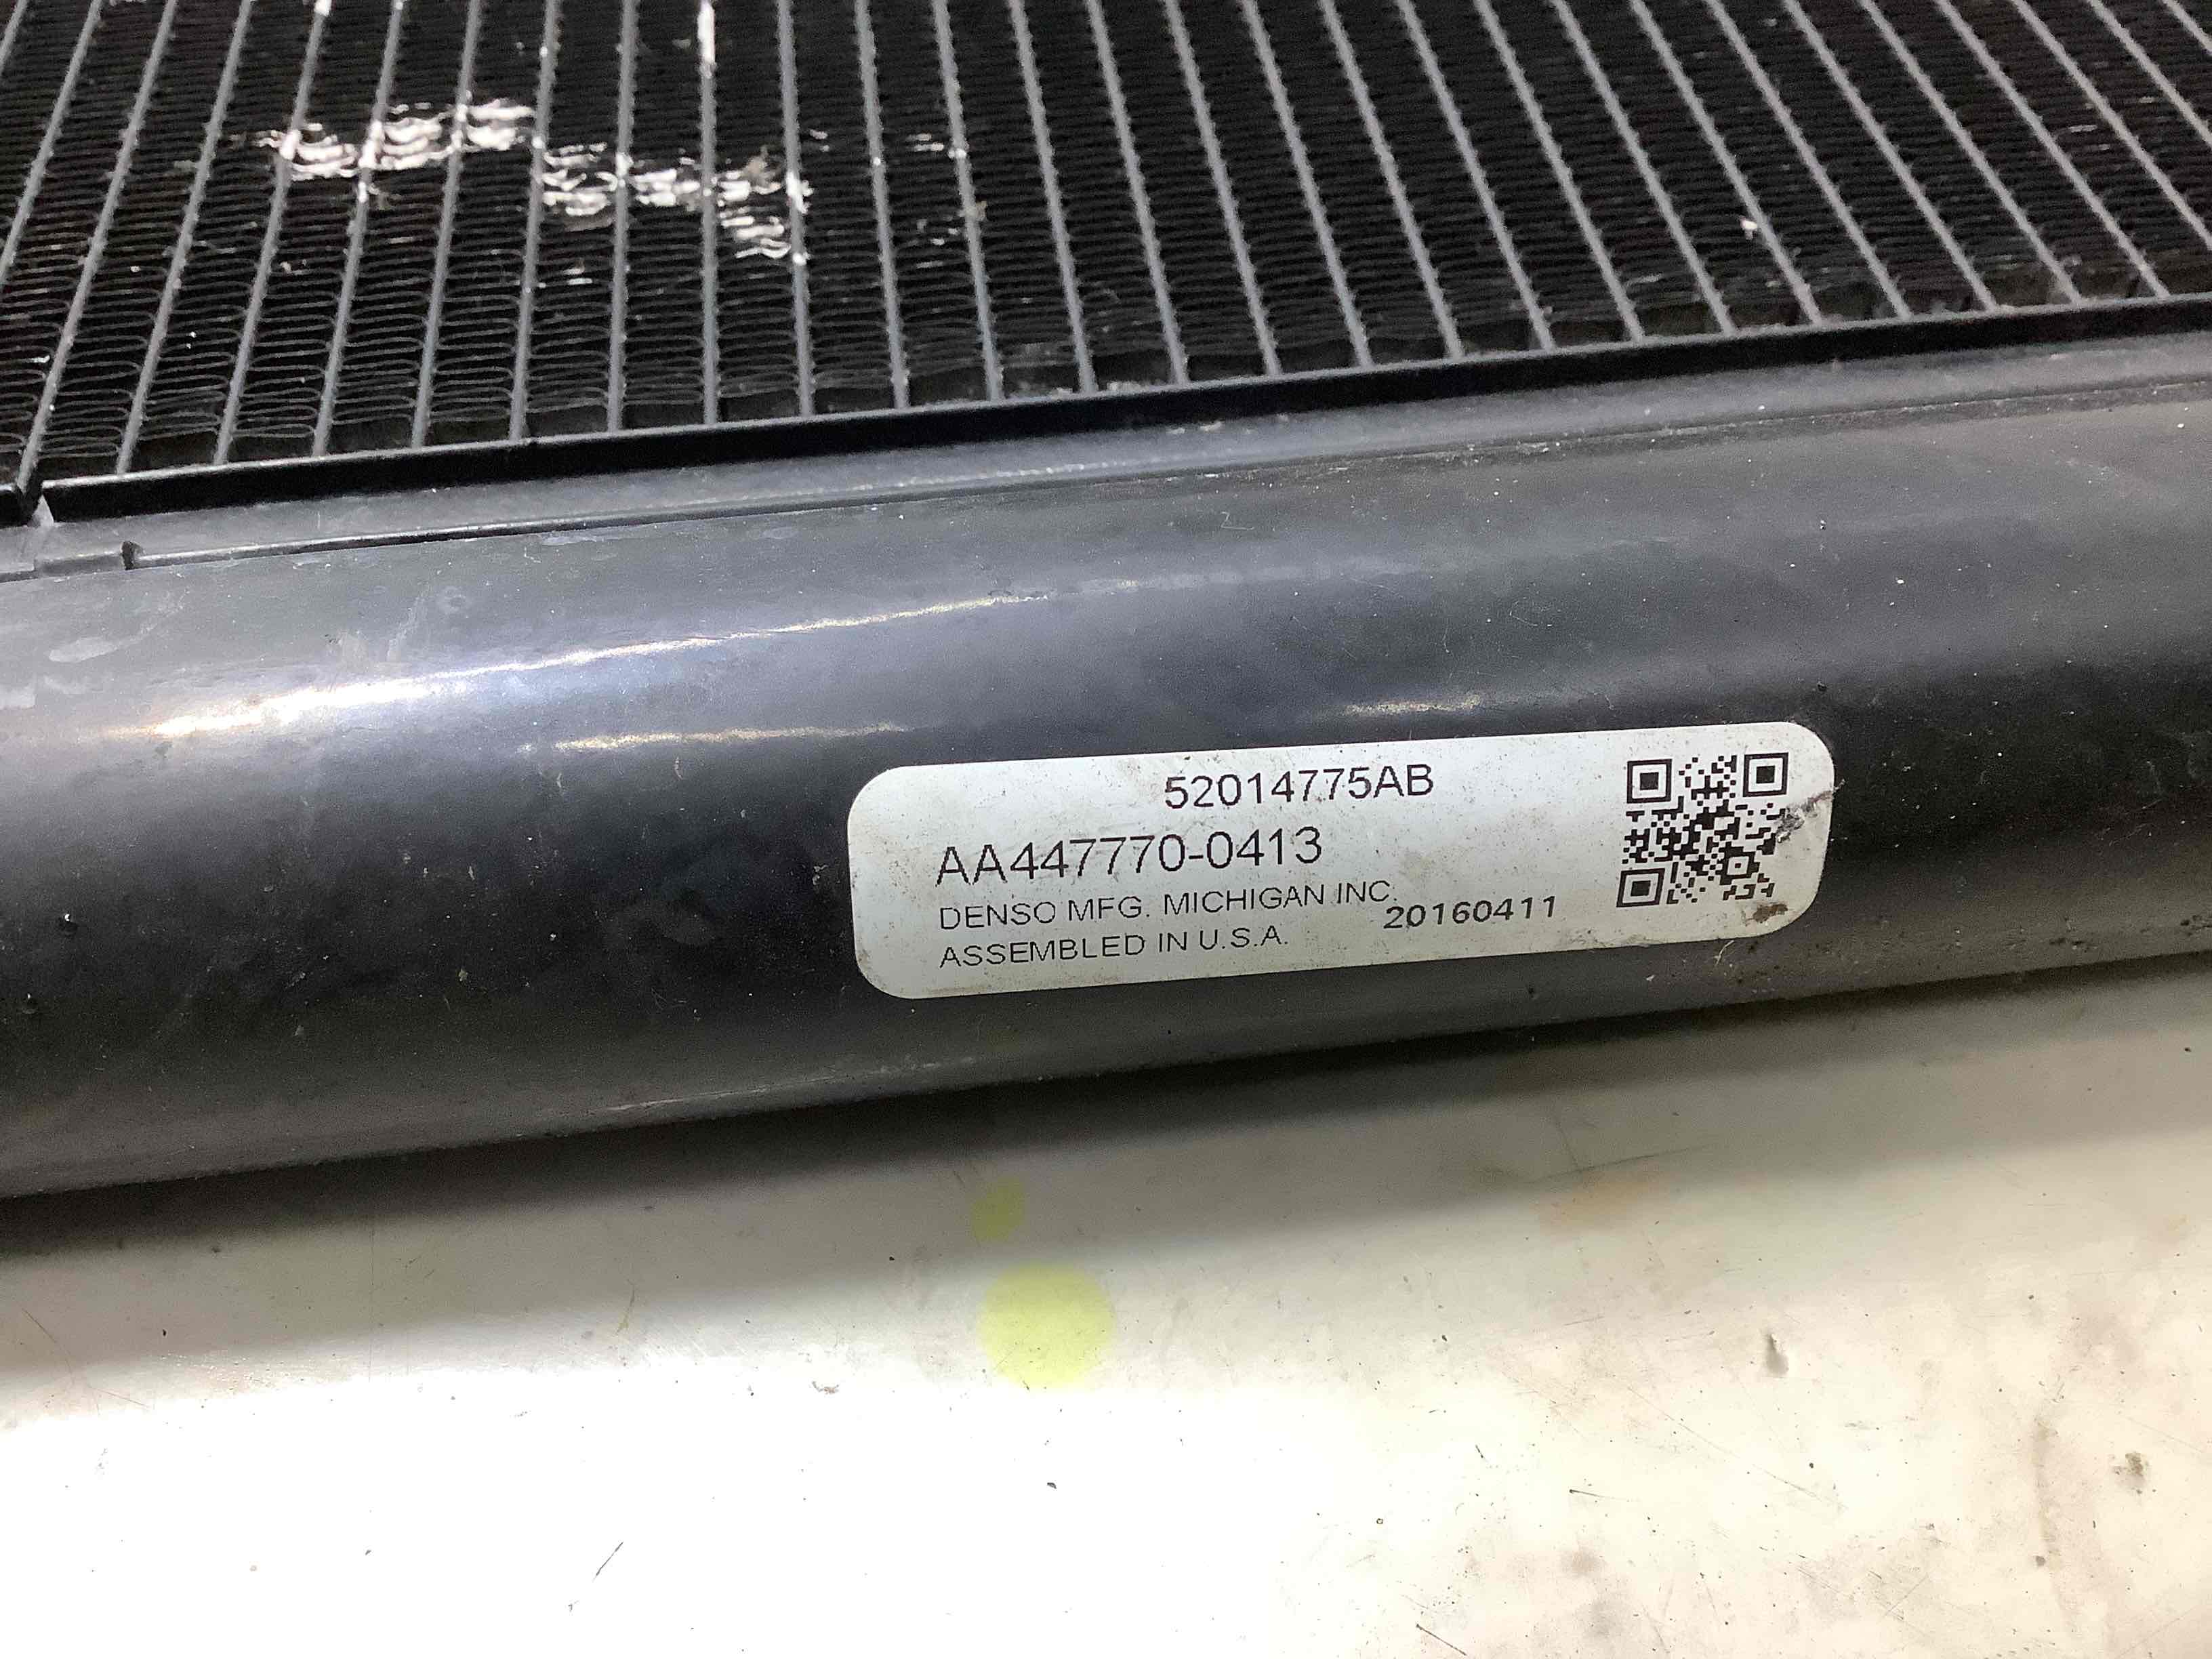 52014775AB
AA447770-0413
DENSO MFG. MICHIGAN INC.
20160411
ASSEMBLED IN U.S.A.